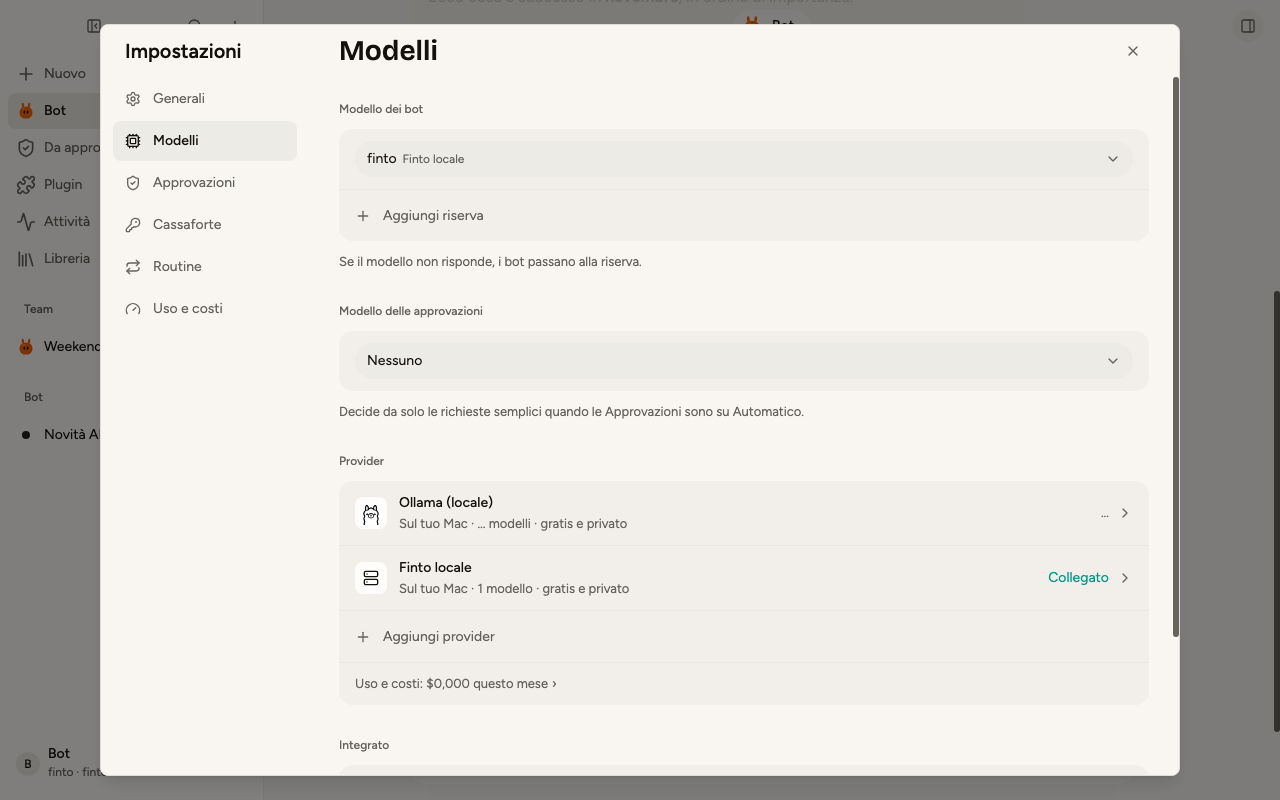 Impostazioni
Generali
Modelli
Approvazioni
Cassaforte
Routine
Uso e costi
Modelli
Modello dei bot
finto Finto locale
Aggiungi riserva
Se il modello non risponde, i bot passano alla riserva.
Modello delle approvazioni
Nessuno
Decide da solo le richieste semplici quando le Approvazioni sono su Automatico.
Provider
Ollama (locale)
Sul tuo Mac · ... modelli · gratis e privato
...
Finto locale
Sul tuo Mac · 1 modello · gratis e privato
Collegato
Aggiungi provider
Uso e costi: $0,000 questo mese ›
Integrato
Nuovo
Bot
Da appro
Plugin
Attività
Libreria
Team
Weekend
Bot
Novità A
B
Bot
finto · fint